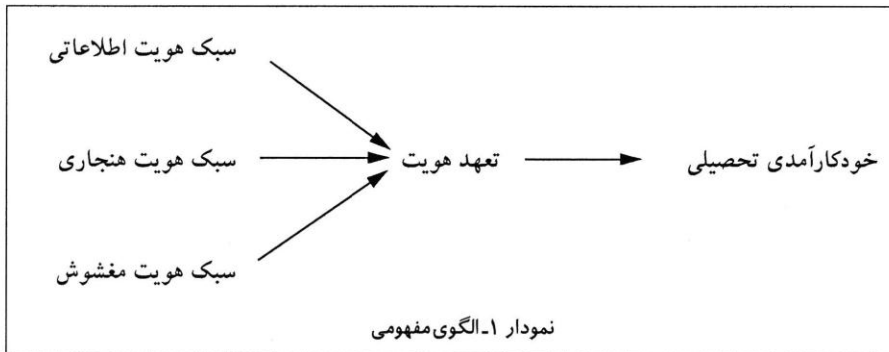 سبک هویت اطلاعاتی
سبک هویت هنجاری
تعهد هویت
خودکارآمدی تحصیلی
سبک هویت مغشوش
نمودار ۱ـ الگوی مفهومی